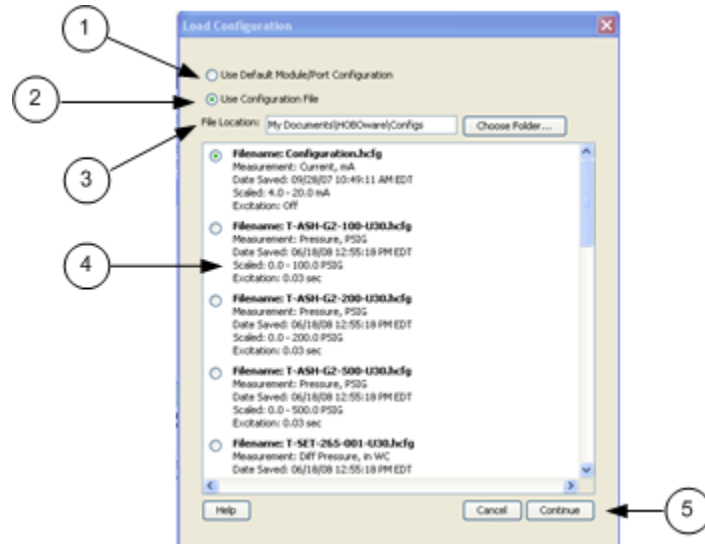 Load Configuration
1
Use Default Module/Port Configuration
2
Use Configuration File
File Location: My Documents\HOBOware\Configs Choose Folder...
3
Filename: Configuration.hcfg
Measurement: Current, mA
Date Saved: 09/28/07 10:49:11 AM EDT
Scaled: 4.0 - 20.0 mA
Excitation: Off
Filename: T-ASH-G2-100-U30.hcfg
Measurement: Pressure, PSIG
Date Saved: 06/18/08 12:55:18 PM EDT
4
Scaled: 0.0 - 100.0 PSIG
Excitation: 0.03 sec
Filename: T-ASH-G2-200-U30.hcfg
Measurement: Pressure, PSIG
Date Saved: 06/18/08 12:55:18 PM EDT
Scaled: 0.0 - 200.0 PSIG
Excitation: 0.03 sec
Filename: T-ASH-G2-500-U30.hcfg
Measurement: Pressure, PSIG
Date Saved: 06/18/08 12:55:18 PM EDT
Scaled: 0.0 - 500.0 PSIG
Excitation: 0.03 sec
Filename: T-SET-265-001-U30.hcfg
Measurement: Diff Pressure, in WC
Date Saved: 06/18/08 12:55:18 PM EDT
Help Cancel Continue
5